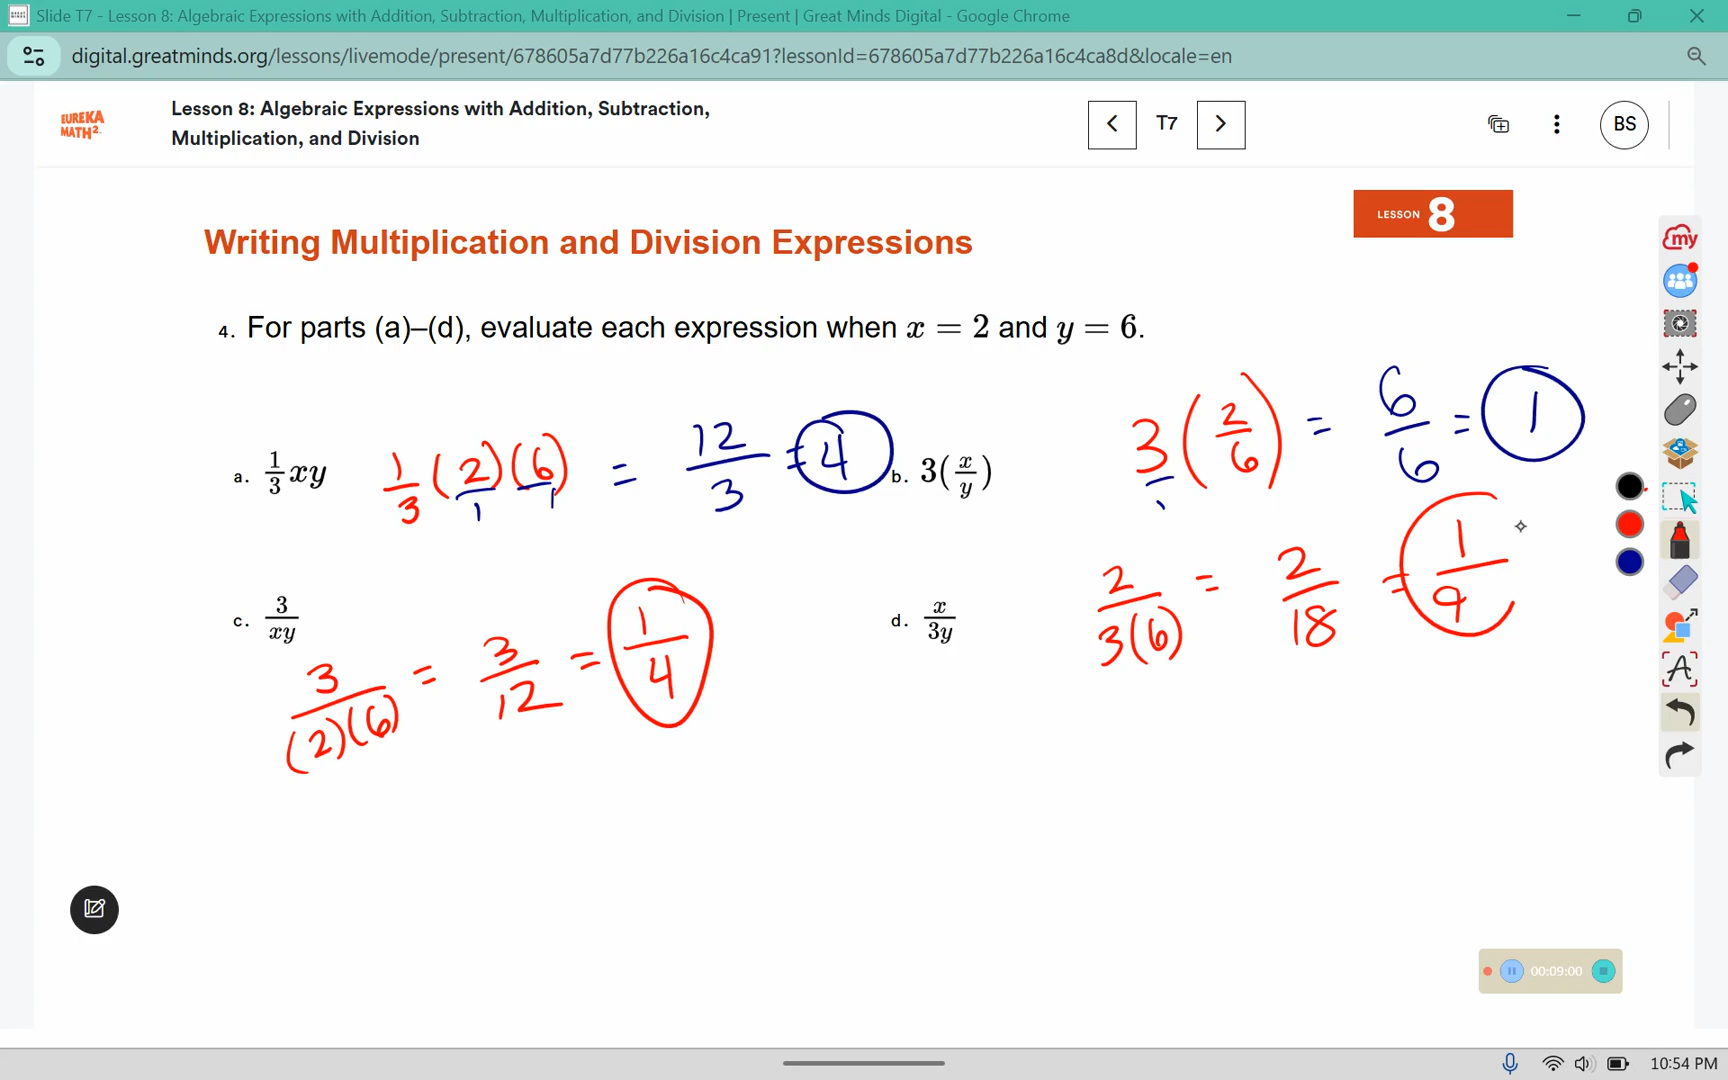 Slide T7 - Lesson 8: Algebraic Expressions with Addition, Subtraction, Multiplication, and Division | Present | Great Minds Digital - Google Chrome
digital.greatminds.org/lessons/livemode/present/678605a7d77b226a16c4ca91?lessonId=678605a7d77b226a16c4ca8d&locale=en
EUREKA MATH²
Lesson 8: Algebraic Expressions with Addition, Subtraction,
Multiplication, and Division
T7
BS
LESSON 8
Writing Multiplication and Division Expressions
4. For parts (a)–(d), evaluate each expression when x = 2 and y = 6.
a. 1/3 xy  1/3 (2)/1 (6)/1 = 12/3 = 4
b. 3(x/y)  3/1 (2/6) = 6/6 = 1
c. 3/xy  3/(2)(6) = 3/12 = 1/4
d. x/3y  2/3(6) = 2/18 = 1/9
my
A
00:09:00
10:54 PM